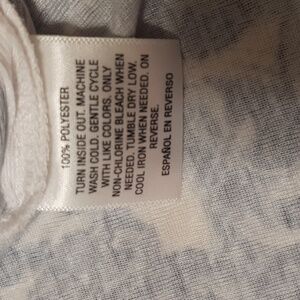 100% POLYESTER
TURN INSIDE OUT. MACHINE
WASH COLD. GENTLE CYCLE
WITH LIKE COLORS. ONLY
NON-CHLORINE BLEACH WHEN
NEEDED. TUMBLE DRY LOW.
COOL IRON WHEN NEEDED. ON
REVERSE.
ESPAÑOL EN REVERSO